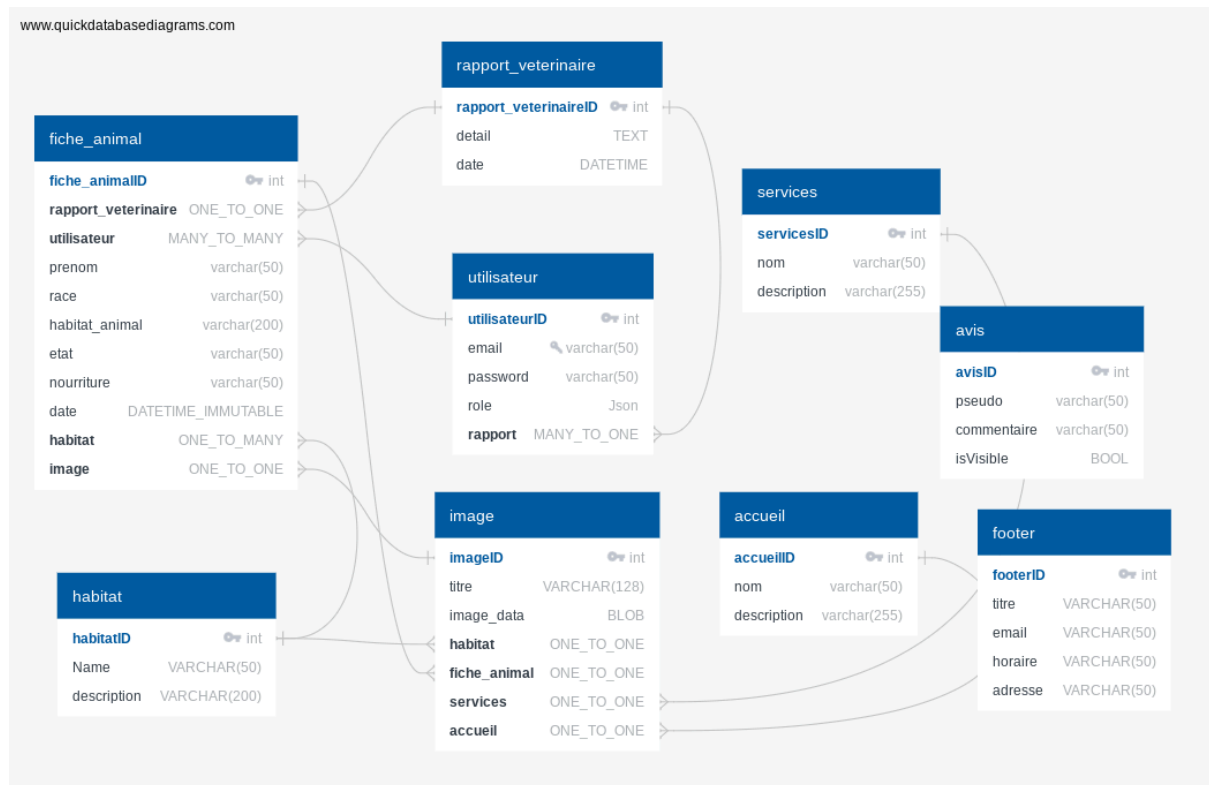 www.quickdatabasediagrams.com
rapport_veterinaire
rapport_veterinaireID int
detail TEXT
date DATETIME
fiche_animal
fiche_animalID int
rapport_veterinaire ONE_TO_ONE
utilisateur MANY_TO_MANY
prenom varchar(50)
race varchar(50)
habitat_animal varchar(200)
etat varchar(50)
nourriture varchar(50)
date DATETIME_IMMUTABLE
habitat ONE_TO_MANY
image ONE_TO_ONE
services
servicesID int
nom varchar(50)
description varchar(255)
utilisateur
utilisateurID int
email varchar(50)
password varchar(50)
role Json
rapport MANY_TO_ONE
avis
avisID int
pseudo varchar(50)
commentaire varchar(50)
isVisible BOOL
image
imageID int
titre VARCHAR(128)
image_data BLOB
habitat ONE_TO_ONE
fiche_animal ONE_TO_ONE
services ONE_TO_ONE
accueil ONE_TO_ONE
accueil
accueilID int
nom varchar(50)
description varchar(255)
footer
footerID int
titre VARCHAR(50)
email VARCHAR(50)
horaire VARCHAR(50)
adresse VARCHAR(50)
habitat
habitatID int
Name VARCHAR(50)
description VARCHAR(200)